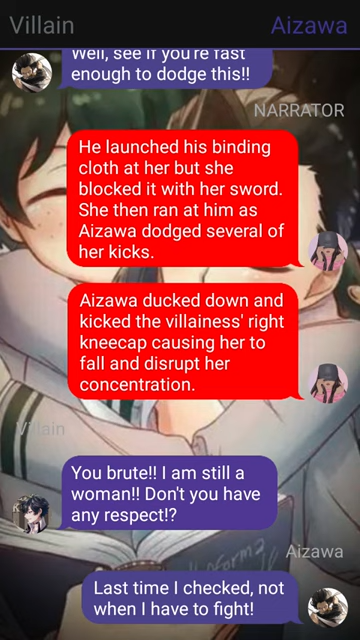 Villain
Aizawa
Well, see if you're fast
enough to dodge this!!
NARRATOR
He launched his binding
cloth at her but she
blocked it with her sword.
She then ran at him as
Aizawa dodged several of
her kicks.
Aizawa ducked down and
kicked the villainess' right
kneecap causing her to
fall and disrupt her
concentration.
Villain
You brute!! I am still a
woman!! Don't you have
any respect!?
Aizawa
Last time I checked, not
when I have to fight!